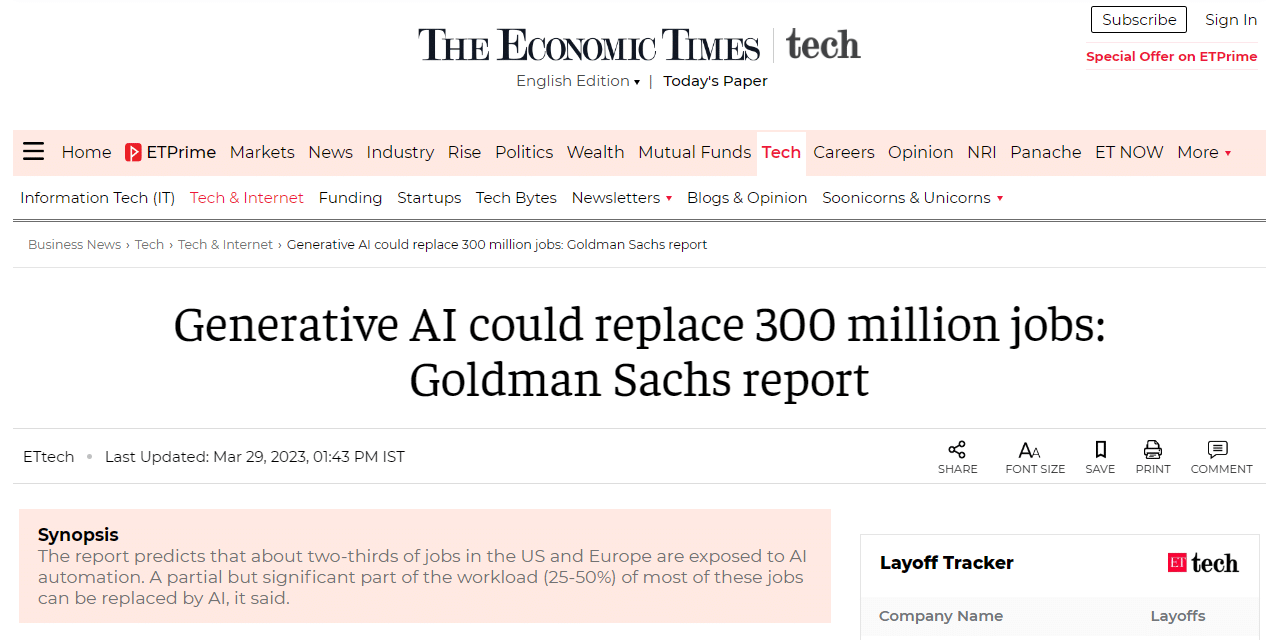 Subscribe Sign In
THE ECONOMIC TIMES | tech
Special Offer on ETPrime
English Edition ▾ | Today's Paper
Home ETPrime Markets News Industry Rise Politics Wealth Mutual Funds Tech Careers Opinion NRI Panache ET NOW More ▾
Information Tech (IT) Tech & Internet Funding Startups Tech Bytes Newsletters ▾ Blogs & Opinion Soonicorns & Unicorns ▾
Business News › Tech › Tech & Internet › Generative AI could replace 300 million jobs: Goldman Sachs report
Generative AI could replace 300 million jobs:
Goldman Sachs report
ETtech • Last Updated: Mar 29, 2023, 01:43 PM IST
SHARE AA FONT SIZE SAVE PRINT COMMENT
Synopsis
The report predicts that about two-thirds of jobs in the US and Europe are exposed to AI
automation. A partial but significant part of the workload (25-50%) of most of these jobs
can be replaced by AI, it said.
Layoff Tracker ET tech
Company Name Layoffs